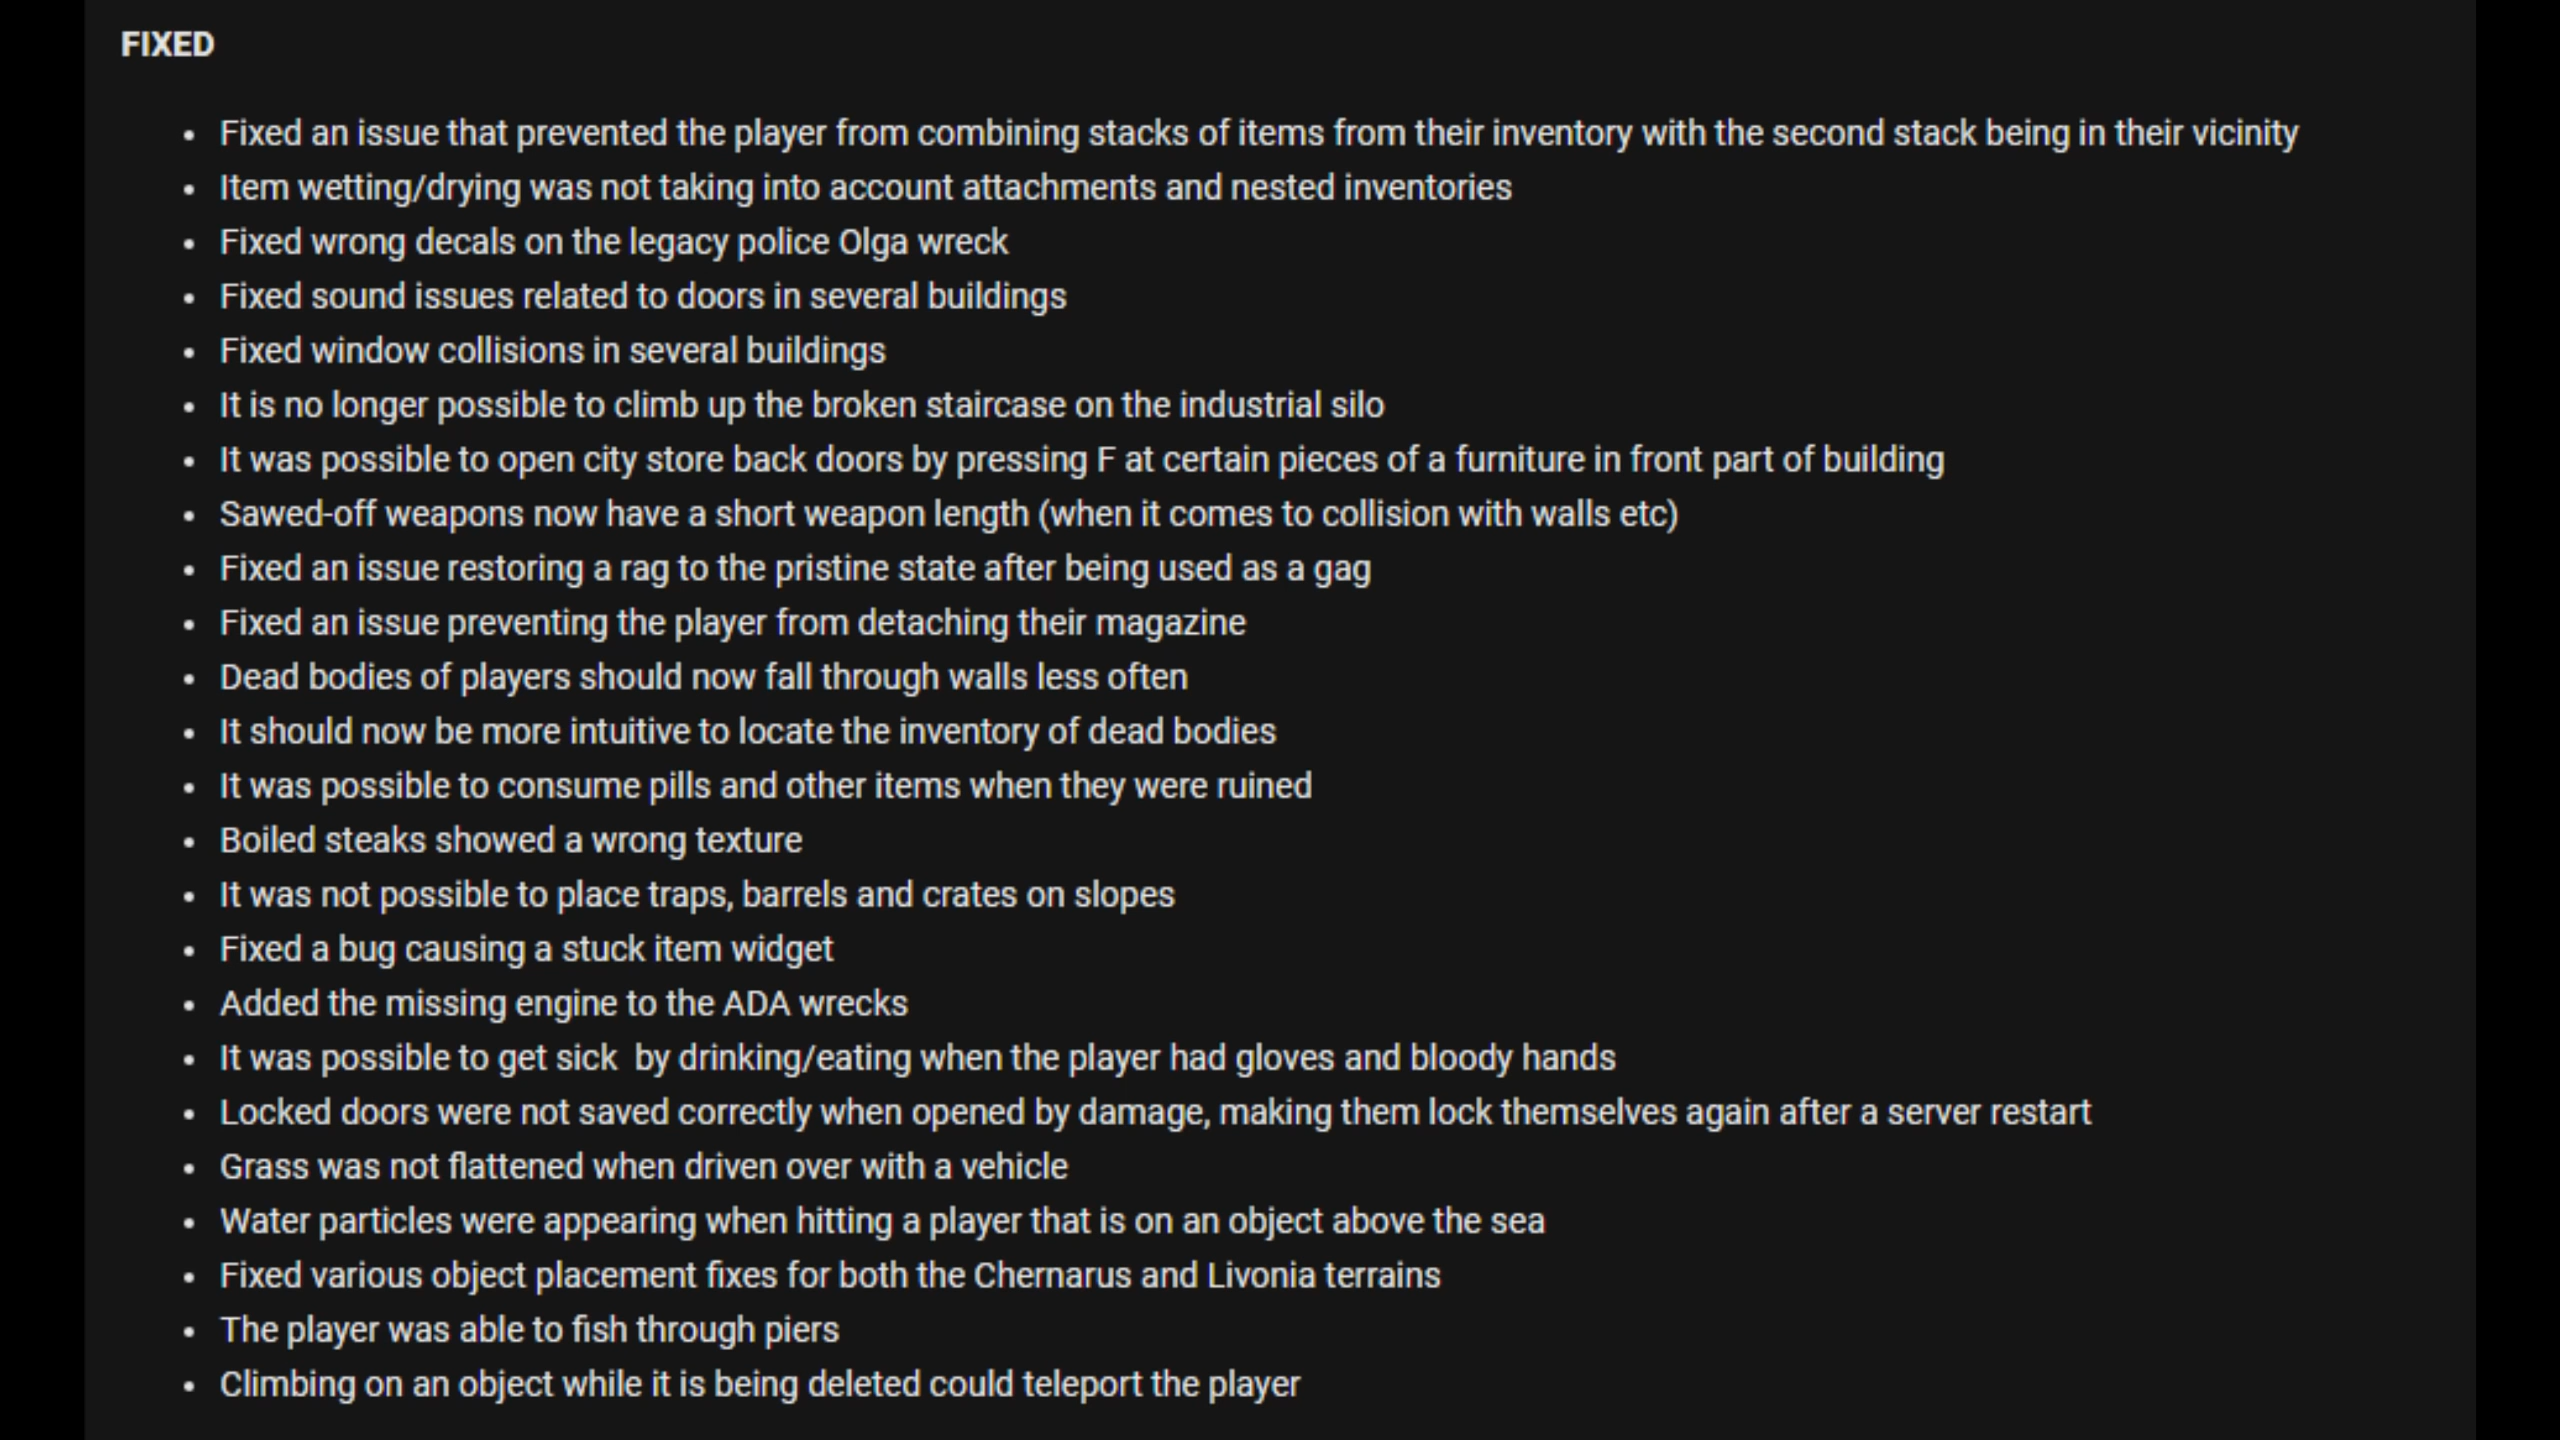 FIXED
• Fixed an issue that prevented the player from combining stacks of items from their inventory with the second stack being in their vicinity
• Item wetting/drying was not taking into account attachments and nested inventories
• Fixed wrong decals on the legacy police Olga wreck
• Fixed sound issues related to doors in several buildings
• Fixed window collisions in several buildings
• It is no longer possible to climb up the broken staircase on the industrial silo
• It was possible to open city store back doors by pressing F at certain pieces of a furniture in front part of building
• Sawed-off weapons now have a short weapon length (when it comes to collision with walls etc)
• Fixed an issue restoring a rag to the pristine state after being used as a gag
• Fixed an issue preventing the player from detaching their magazine
• Dead bodies of players should now fall through walls less often
• It should now be more intuitive to locate the inventory of dead bodies
• It was possible to consume pills and other items when they were ruined
• Boiled steaks showed a wrong texture
• It was not possible to place traps, barrels and crates on slopes
• Fixed a bug causing a stuck item widget
• Added the missing engine to the ADA wrecks
• It was possible to get sick  by drinking/eating when the player had gloves and bloody hands
• Locked doors were not saved correctly when opened by damage, making them lock themselves again after a server restart
• Grass was not flattened when driven over with a vehicle
• Water particles were appearing when hitting a player that is on an object above the sea
• Fixed various object placement fixes for both the Chernarus and Livonia terrains
• The player was able to fish through piers
• Climbing on an object while it is being deleted could teleport the player